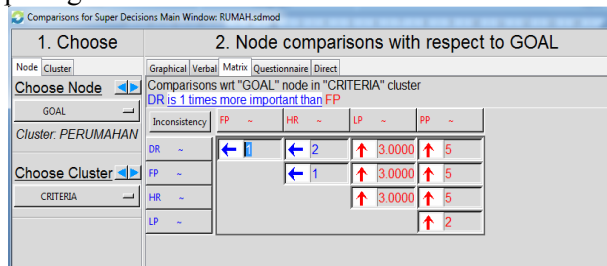 Comparisons for Super Decisions Main Window: RUMAH.sdmod
1. Choose
2. Node comparisons with respect to GOAL
Node Cluster
Graphical Verbal Matrix Questionnaire Direct
Choose Node
Comparisons wrt "GOAL" node in "CRITERIA" cluster
DR is 1 times more important than FP
GOAL
Cluster: PERUMAHAN
Inconsistency FP ~ HR ~ LP ~ PP ~
DR ~ 1 2 3.0000 5
Choose Cluster
FP ~ 1 3.0000 5
CRITERIA
HR ~ 3.0000 5
LP ~ 2